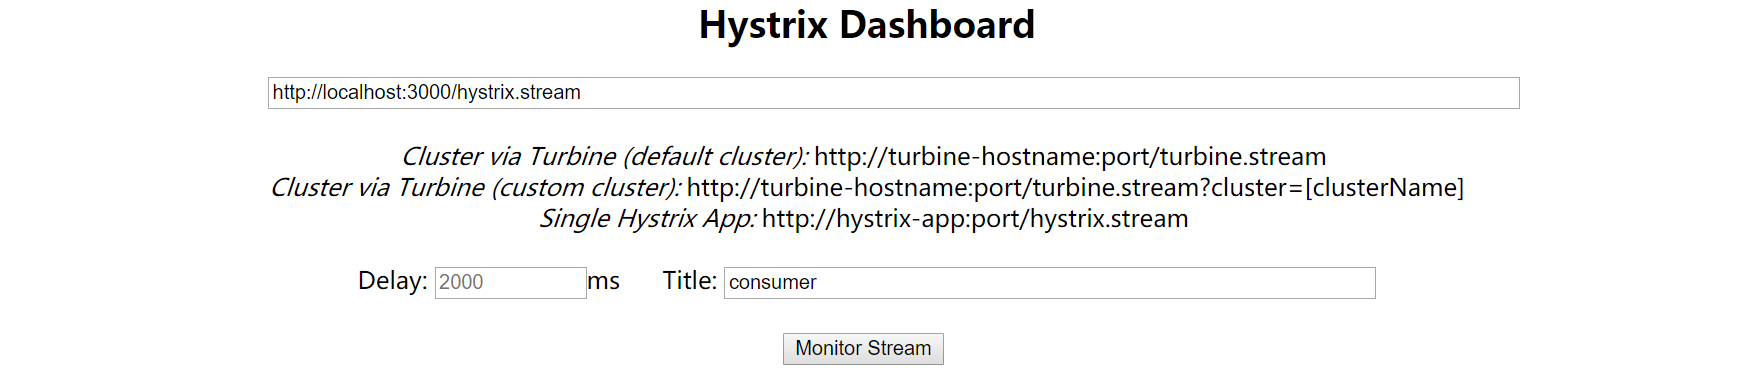 Hystrix Dashboard
http://localhost:3000/hystrix.stream
Cluster via Turbine (default cluster): http://turbine-hostname:port/turbine.stream
Cluster via Turbine (custom cluster): http://turbine-hostname:port/turbine.stream?cluster=[clusterName]
Single Hystrix App: http://hystrix-app:port/hystrix.stream
Delay: 2000 ms Title: consumer
Monitor Stream